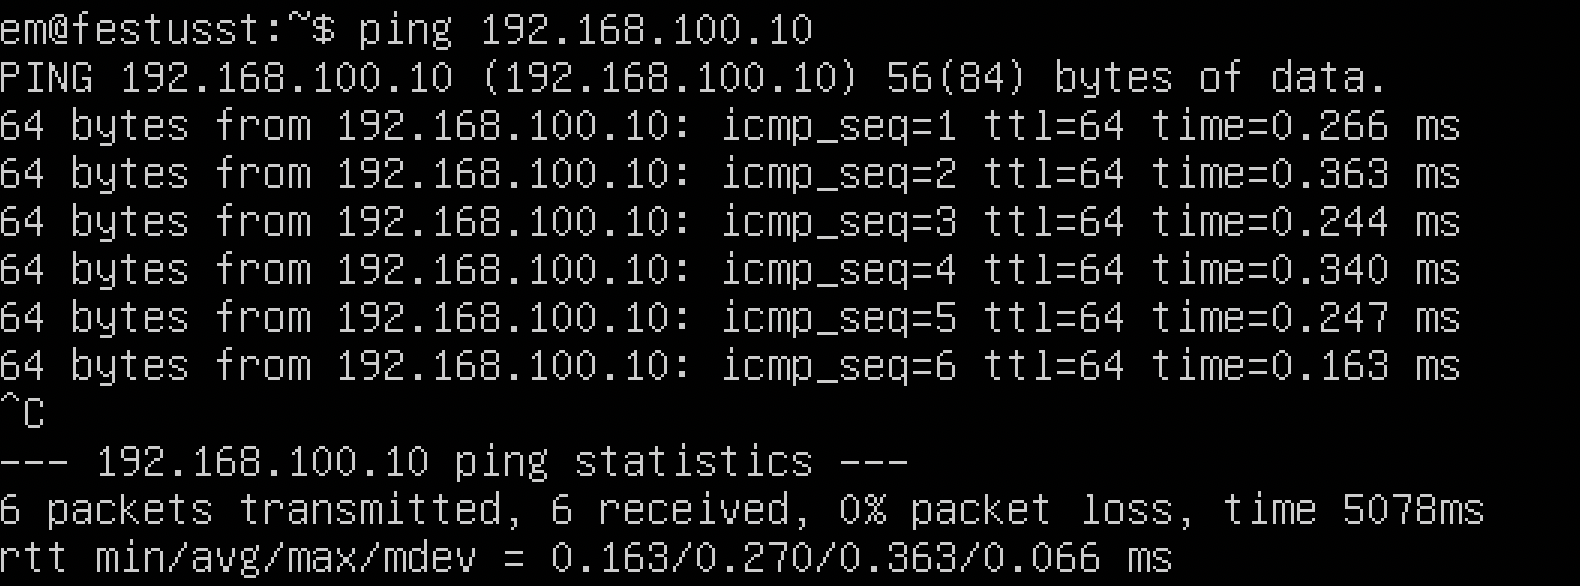 em@festusst:~$ ping 192.168.100.10
PING 192.168.100.10 (192.168.100.10) 56(84) bytes of data.
64 bytes from 192.168.100.10: icmp_seq=1 ttl=64 time=0.266 ms
64 bytes from 192.168.100.10: icmp_seq=2 ttl=64 time=0.363 ms
64 bytes from 192.168.100.10: icmp_seq=3 ttl=64 time=0.244 ms
64 bytes from 192.168.100.10: icmp_seq=4 ttl=64 time=0.340 ms
64 bytes from 192.168.100.10: icmp_seq=5 ttl=64 time=0.247 ms
64 bytes from 192.168.100.10: icmp_seq=6 ttl=64 time=0.163 ms
^C
--- 192.168.100.10 ping statistics ---
6 packets transmitted, 6 received, 0% packet loss, time 5078ms
rtt min/avg/max/mdev = 0.163/0.270/0.363/0.066 ms